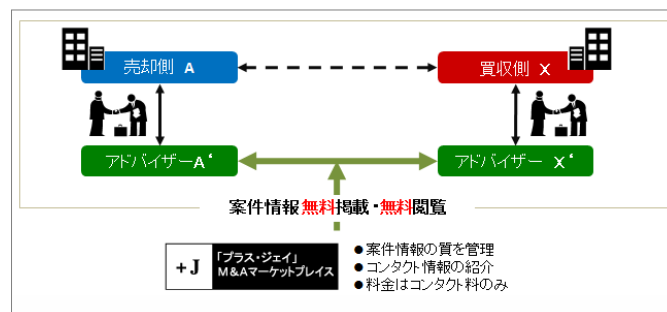 売却側 A
買収側 X
アドバイザーA‘
アドバイザー X‘
案件情報無料掲載・無料閲覧
+J
「プラス・ジェイ」
M&Aマーケットプレイス
●案件情報の質を管理
●コンタクト情報の紹介
●料金はコンタクト料のみ